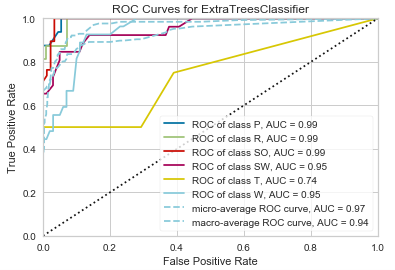 ROC Curves for ExtraTreesClassifier
1.0
0.8
0.6
0.4
0.2
0.0
True Positive Rate
ROC of class P, AUC = 0.99
ROC of class R, AUC = 0.99
ROC of class SO, AUC = 0.99
ROC of class SW, AUC = 0.95
ROC of class T, AUC = 0.74
ROC of class W, AUC = 0.95
micro-average ROC curve, AUC = 0.97
macro-average ROC curve, AUC = 0.94
0.0 0.2 0.4 0.6 0.8 1.0
False Positive Rate